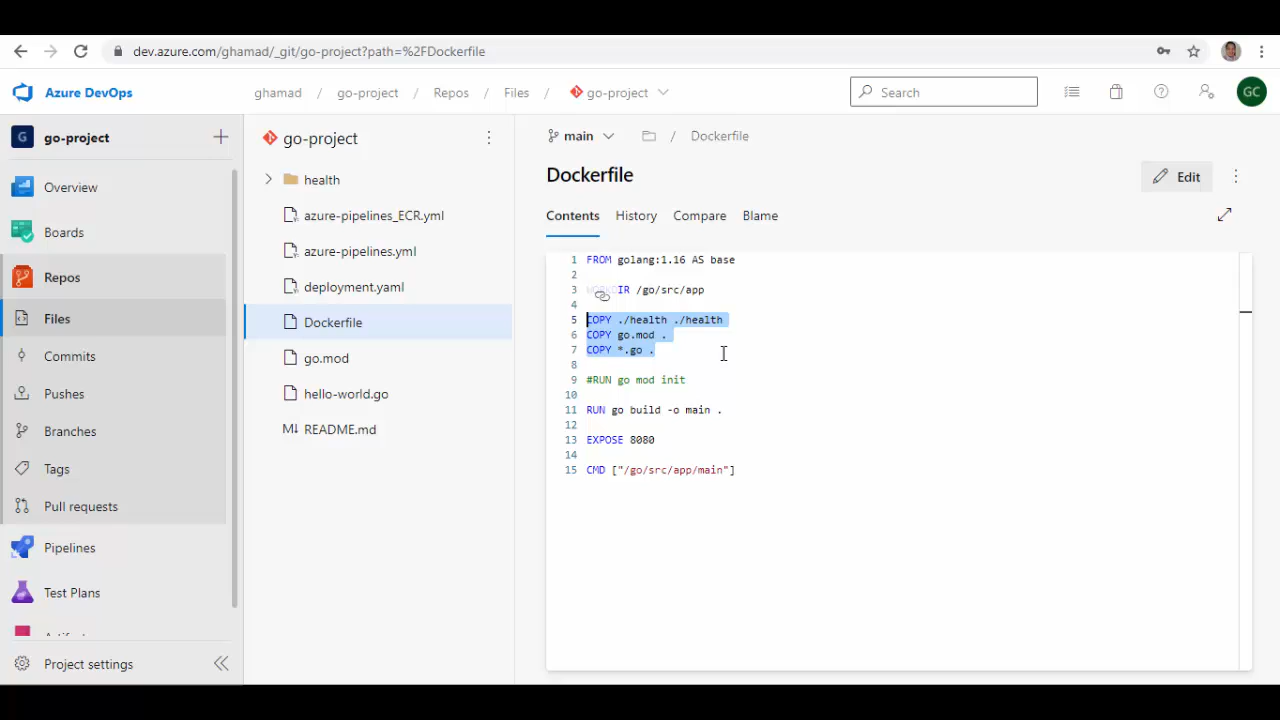 dev.azure.com/ghamad/_git/go-project?path=%2FDockerfile
Azure DevOps
ghamad / go-project / Repos / Files / go-project
Search
GC
G go-project
Overview
Boards
Repos
Files
Commits
Pushes
Branches
Tags
Pull requests
Pipelines
Test Plans
Project settings
go-project
health
azure-pipelines_ECR.yml
azure-pipelines.yml
deployment.yaml
Dockerfile
go.mod
hello-world.go
README.md
main / Dockerfile
Dockerfile
Edit
Contents History Compare Blame
1 FROM golang:1.16 AS base
2
3 WORKDIR /go/src/app
4
5 COPY ./health ./health
6 COPY go.mod .
7 COPY *.go .
8
9 #RUN go mod init
10
11 RUN go build -o main .
12
13 EXPOSE 8080
14
15 CMD ["/go/src/app/main"]